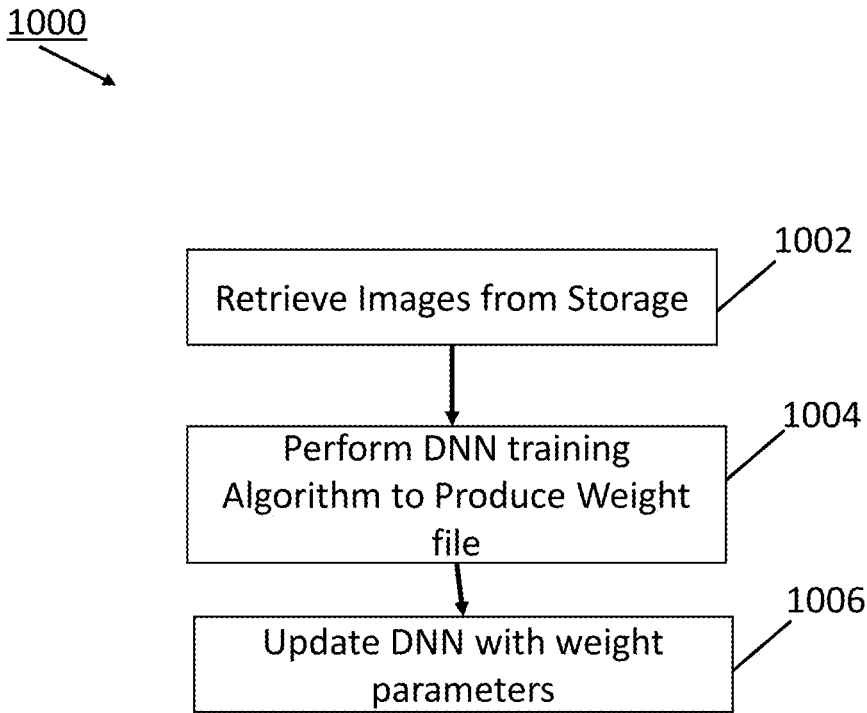 1000
1002
Retrieve Images from Storage
1004
Perform DNN training
Algorithm to Produce Weight
file
1006
Update DNN with weight
parameters